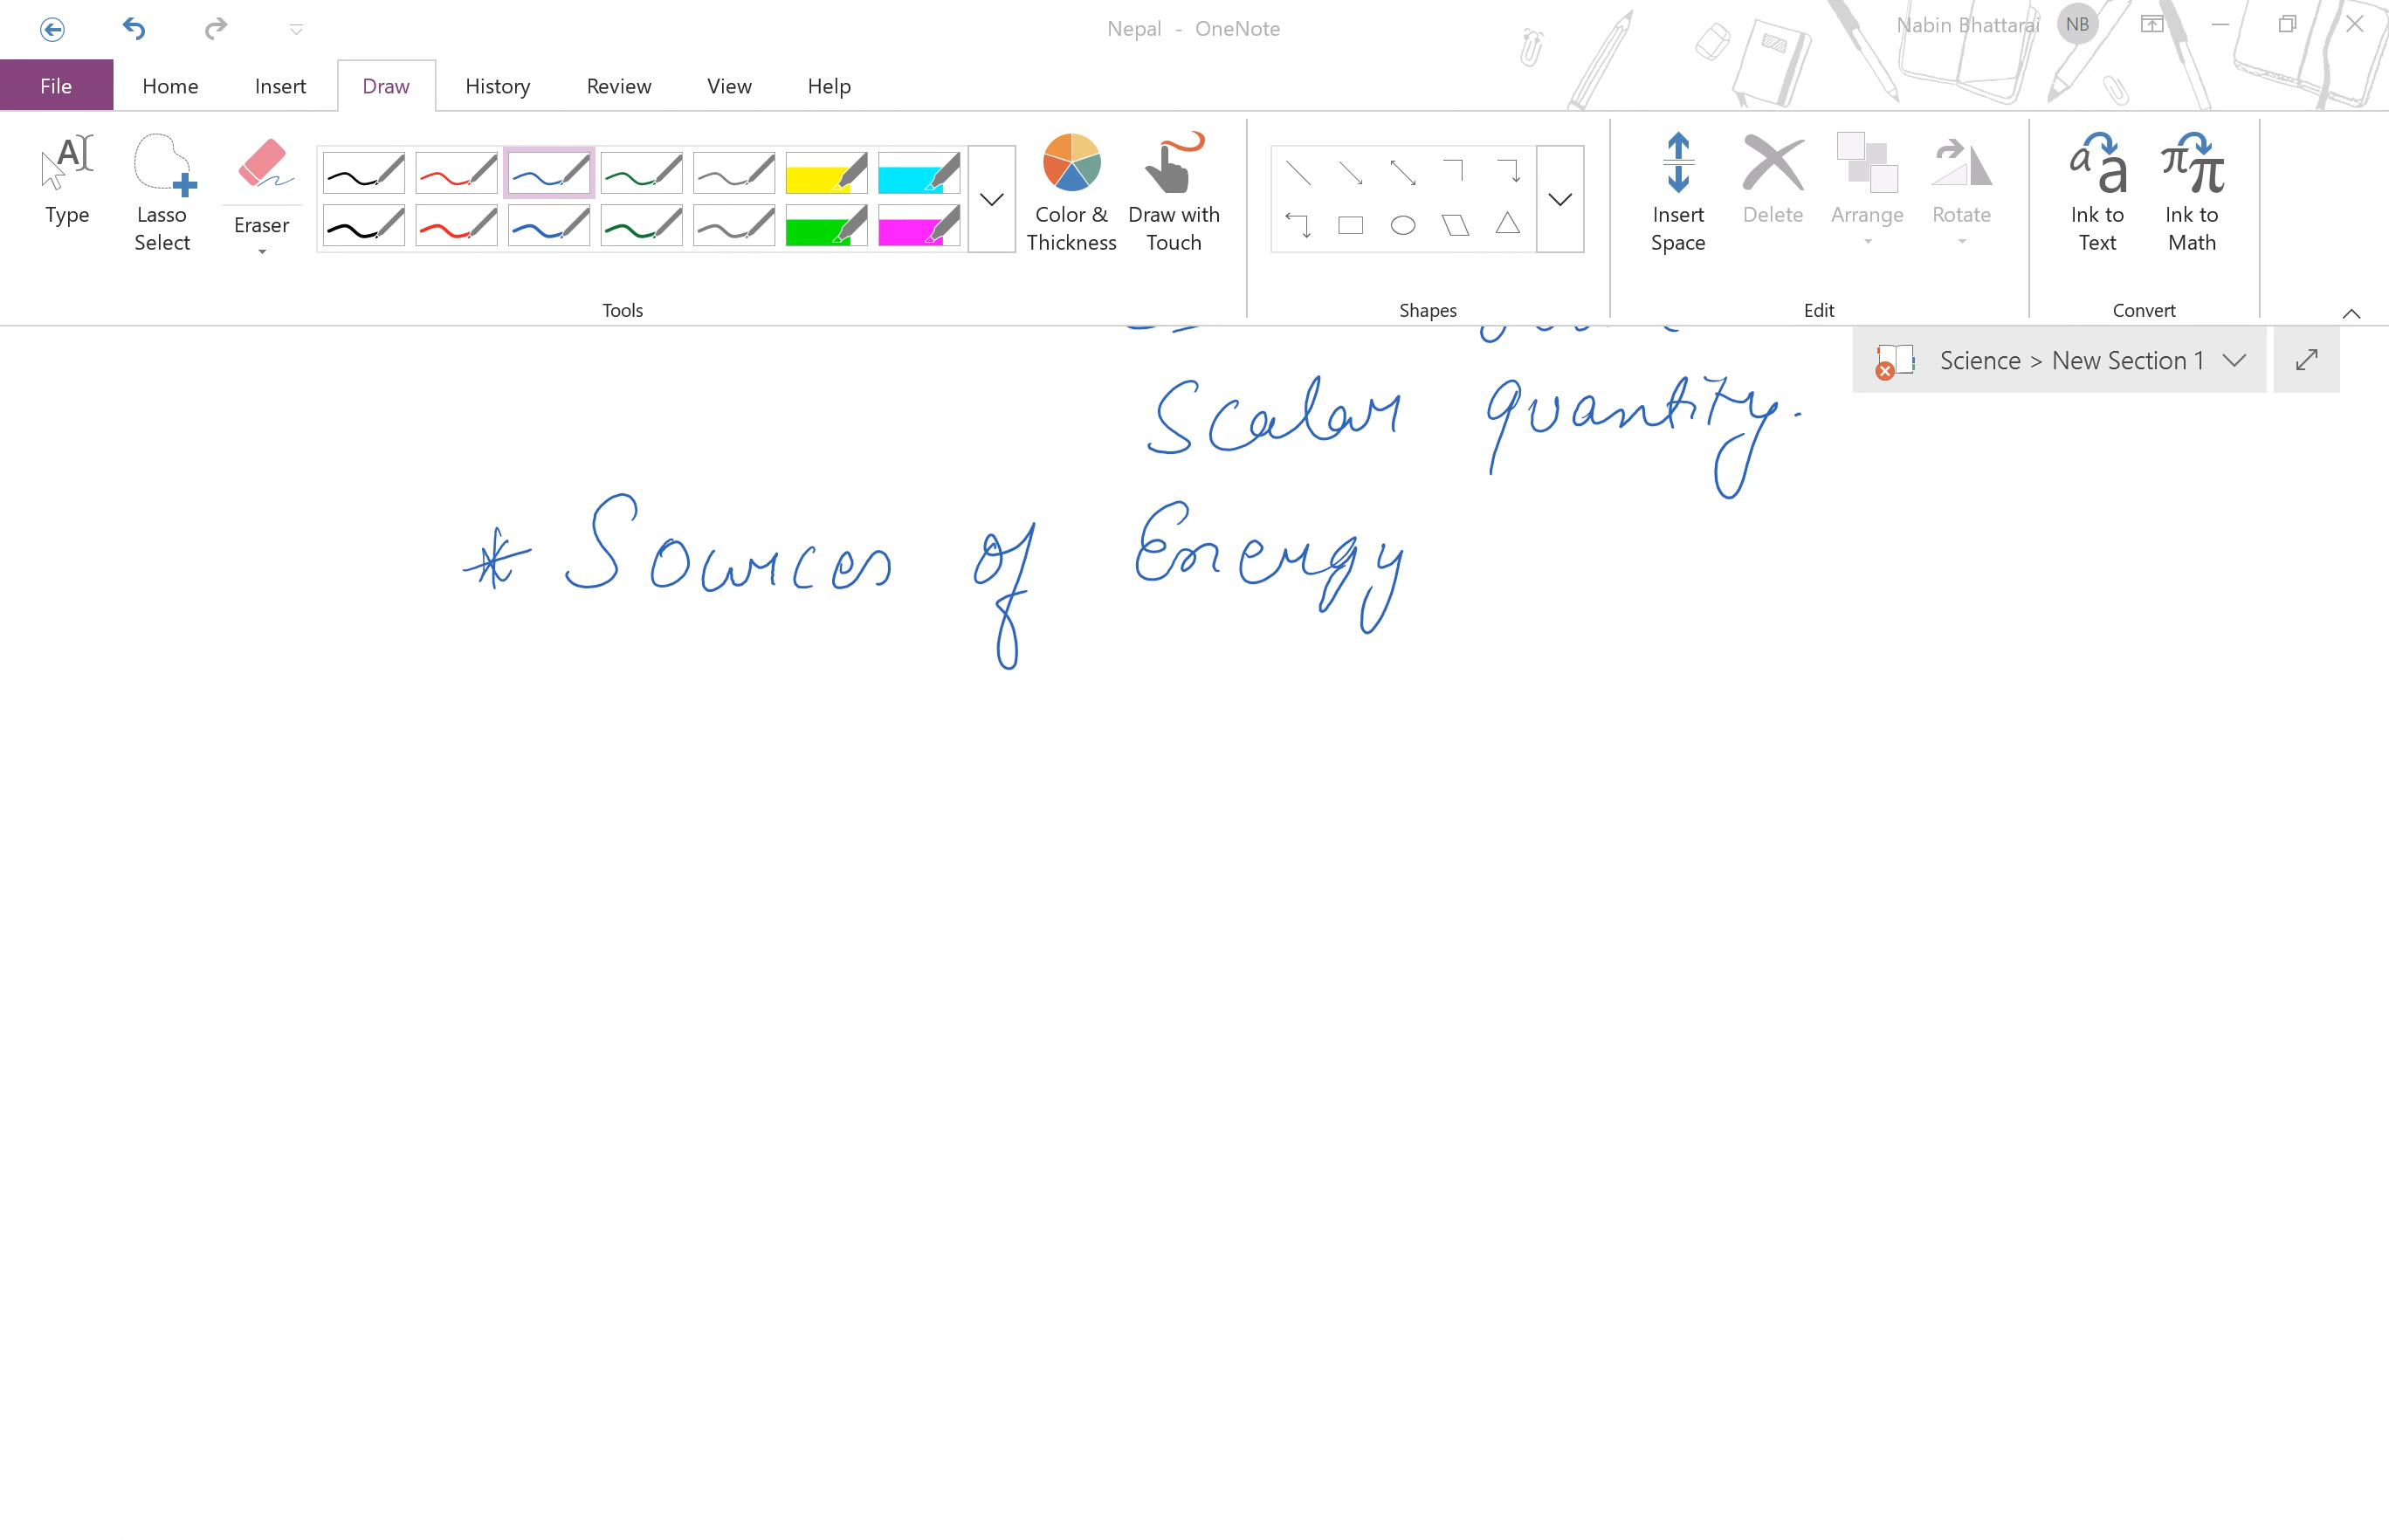 Nepal - OneNote
Nabin Bhattarai NB
File Home Insert Draw History Review View Help
Type
Lasso Select
Eraser
Color & Thickness
Draw with Touch
Insert Space
Delete
Arrange
Rotate
Ink to Text
Ink to Math
Tools Shapes Edit Convert
Science > New Section 1
Scalar quantity.
* Sources of Energy